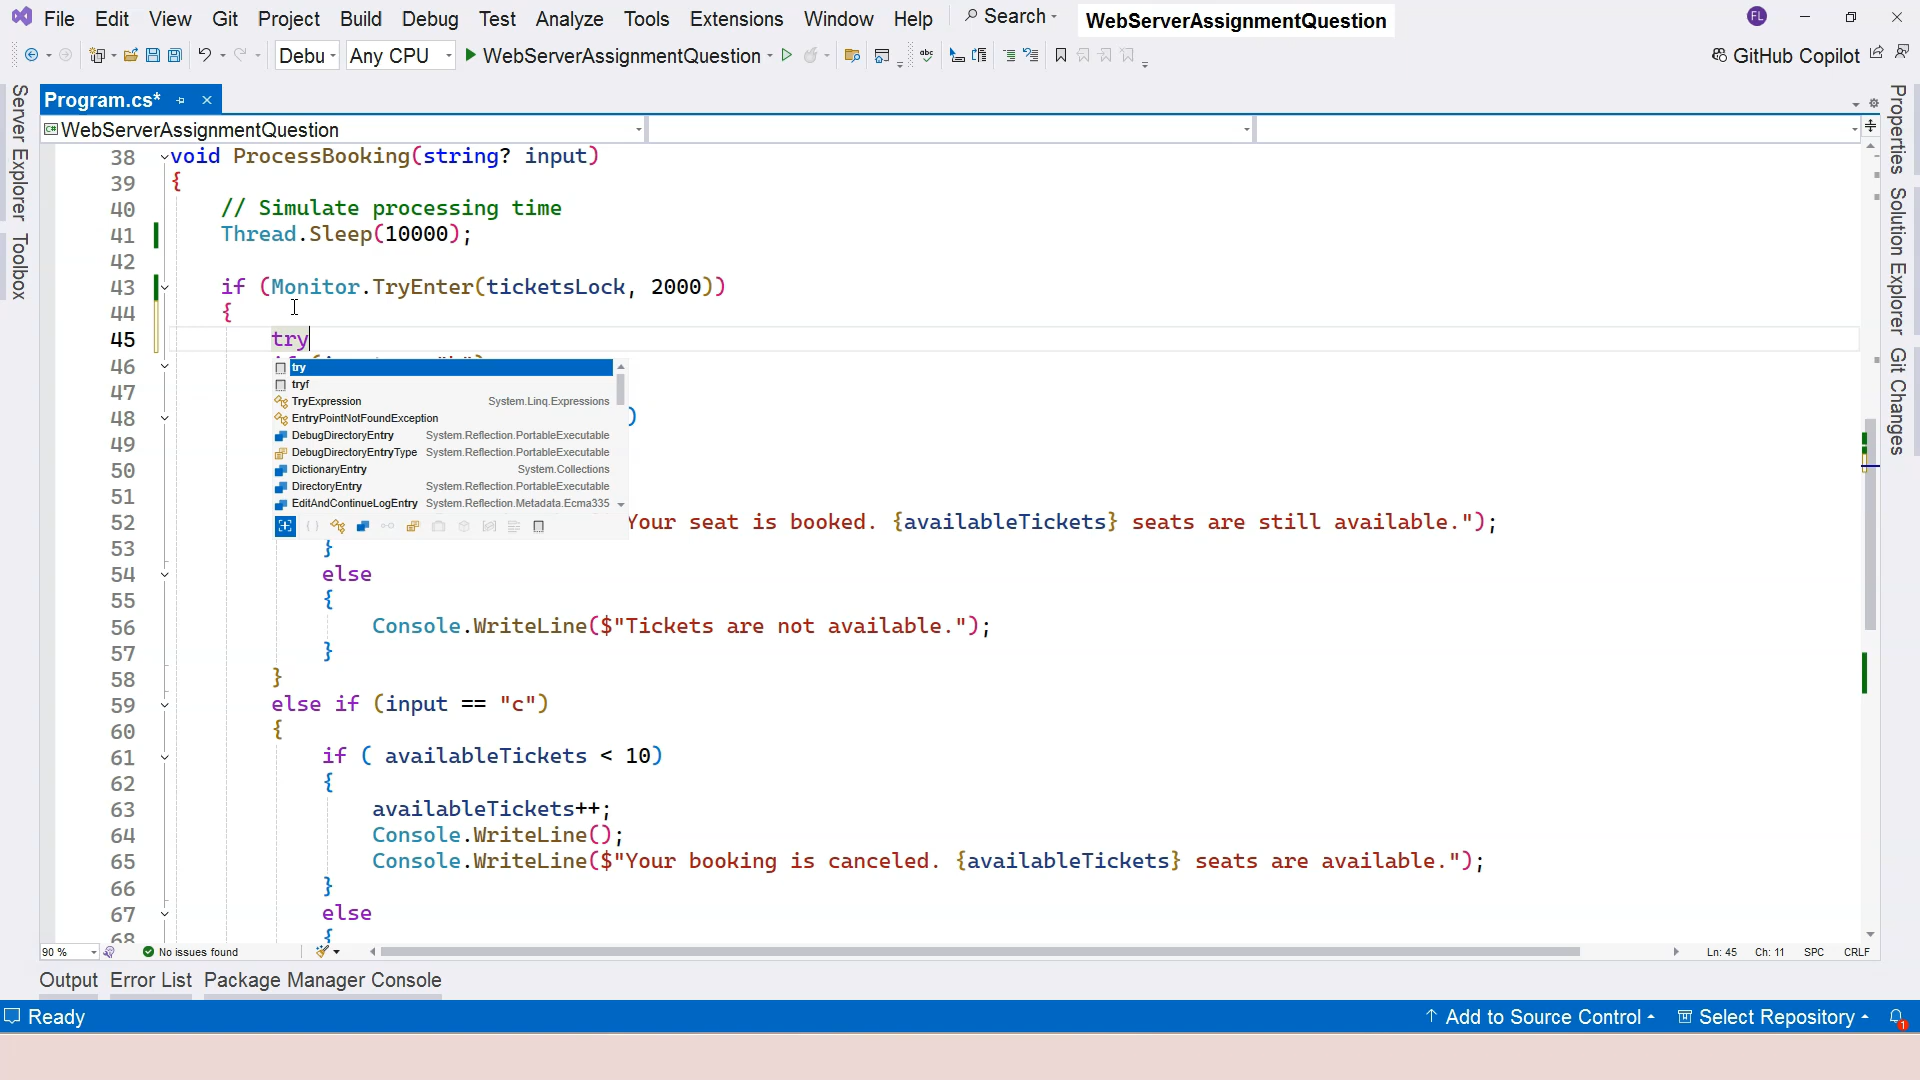 File Edit View Git Project Build Debug Test Analyze Tools Extensions Window Help Search WebServerAssignmentQuestion FL
Debu Any CPU WebServerAssignmentQuestion abc GitHub Copilot
Server Explorer Toolbox
Program.cs*
C# WebServerAssignmentQuestion
38 void ProcessBooking(string? input)
39 {
40 // Simulate processing time
41 Thread.Sleep(10000);
42
43 if (Monitor.TryEnter(ticketsLock, 2000))
44 {
45 try
46
try
tryf
TryExpression System.Linq.Expressions
EntryPointNotFoundException
DebugDirectoryEntry System.Reflection.PortableExecutable
DebugDirectoryEntryType System.Reflection.PortableExecutable
DictionaryEntry System.Collections
DirectoryEntry System.Reflection.PortableExecutable
EditAndContinueLogEntry System.Reflection.Metadata.Ecma335
47
48 )
49
50
51
52 Your seat is booked. {availableTickets} seats are still available.");
53 }
54 else
55 {
56 Console.WriteLine($"Tickets are not available.");
57 }
58 }
59 else if (input == "c")
60 {
61 if ( availableTickets < 10)
62 {
63 availableTickets++;
64 Console.WriteLine();
65 Console.WriteLine($"Your booking is canceled. {availableTickets} seats are available.");
66 }
67 else
68 {
90 % No issues found Ln: 45 Ch: 11 SPC CRLF
Output Error List Package Manager Console
Ready Add to Source Control Select Repository 1
Properties Solution Explorer Git Changes